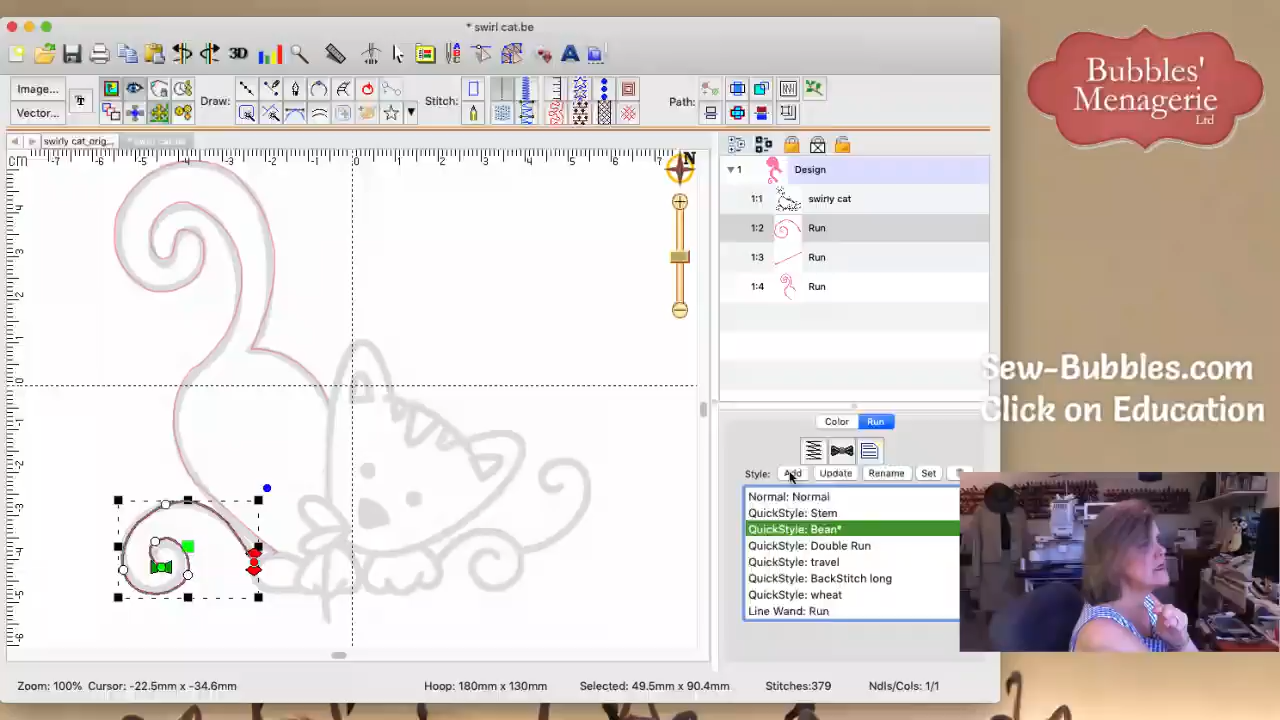 * swirl cat.be
3D
A
Image...
Vector...
T
Draw:
Stitch:
Path:
swirly cat_orig...
cm
N
1 Design
1:1 swirly cat
1:2 Run
1:3 Run
1:4 Run
Color Run
Style: Add Update Rename Set
Normal: Normal
QuickStyle: Stem
QuickStyle: Bean*
QuickStyle: Double Run
QuickStyle: travel
QuickStyle: BackStitch long
QuickStyle: wheat
Line Wand: Run
Zoom: 100% Cursor: -22.5mm x -34.6mm Hoop: 180mm x 130mm Selected: 49.5mm x 90.4mm Stitches:379 Ndls/Cols: 1/1
Bubbles'
Menagerie
Ltd
Sew-Bubbles.com
Click on Education